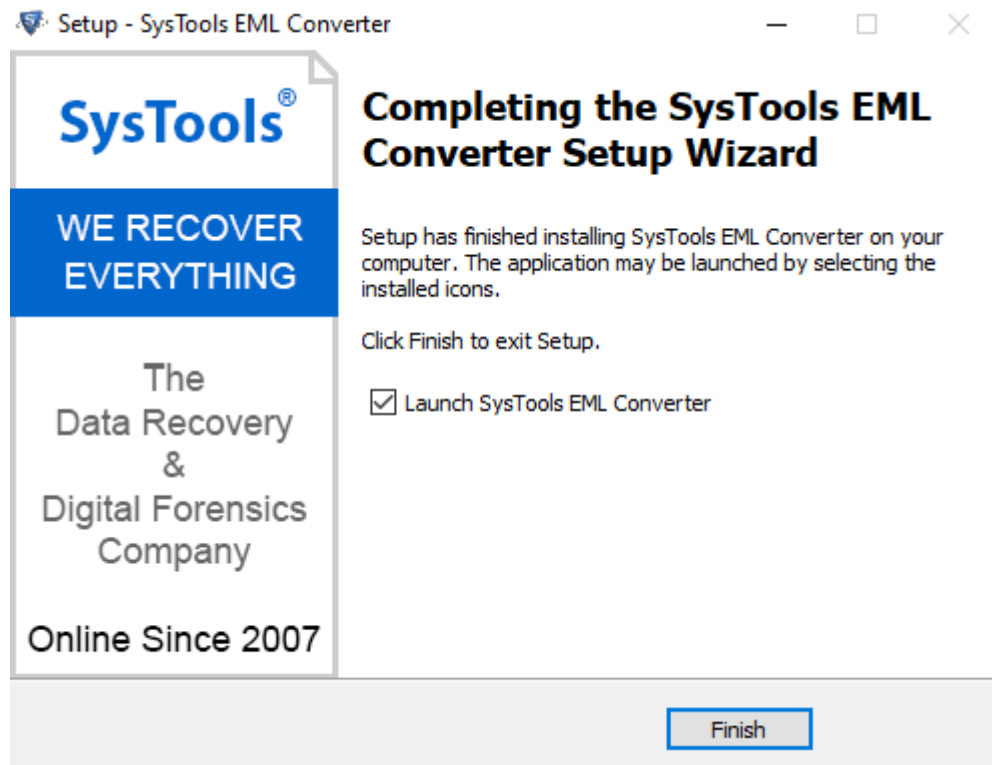 Setup - SysTools EML Converter
SysTools®
WE RECOVER
EVERYTHING
The
Data Recovery
&
Digital Forensics
Company
Online Since 2007
Completing the SysTools EML
Converter Setup Wizard
Setup has finished installing SysTools EML Converter on your
computer. The application may be launched by selecting the
installed icons.
Click Finish to exit Setup.
Launch SysTools EML Converter
Finish